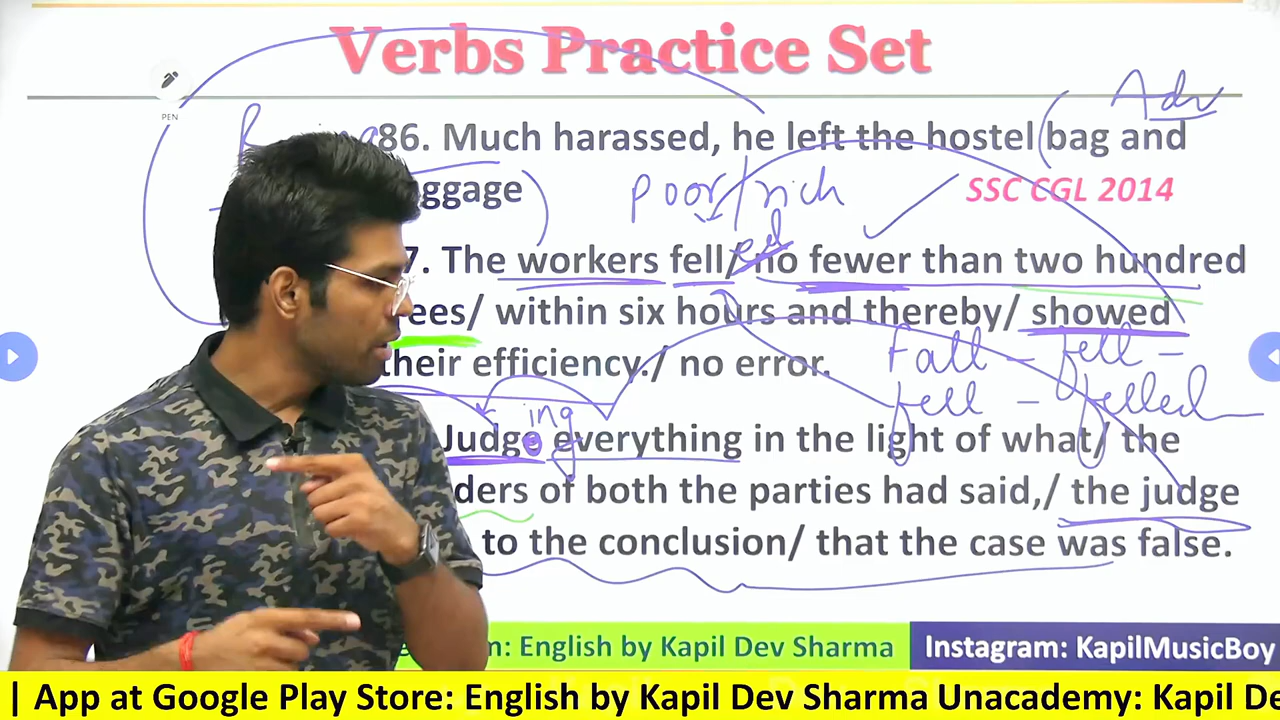 Verbs Practice Set
Adv
PEN
86. Much harassed, he left the hostel (bag and
ggage)
SSC CGL 2014
poor/rich
ed
7. The workers fell/ no fewer than two hundred
ees/ within six hours and thereby/ showed
their efficiency./ no error.
Fall - fell -
fell - felled
ing
Judge everything in the light of what/ the
ders of both the parties had said,/ the judge
to the conclusion/ that the case was false.
m: English by Kapil Dev Sharma
Instagram: KapilMusicBoy
| App at Google Play Store: English by Kapil Dev Sharma Unacademy: Kapil De